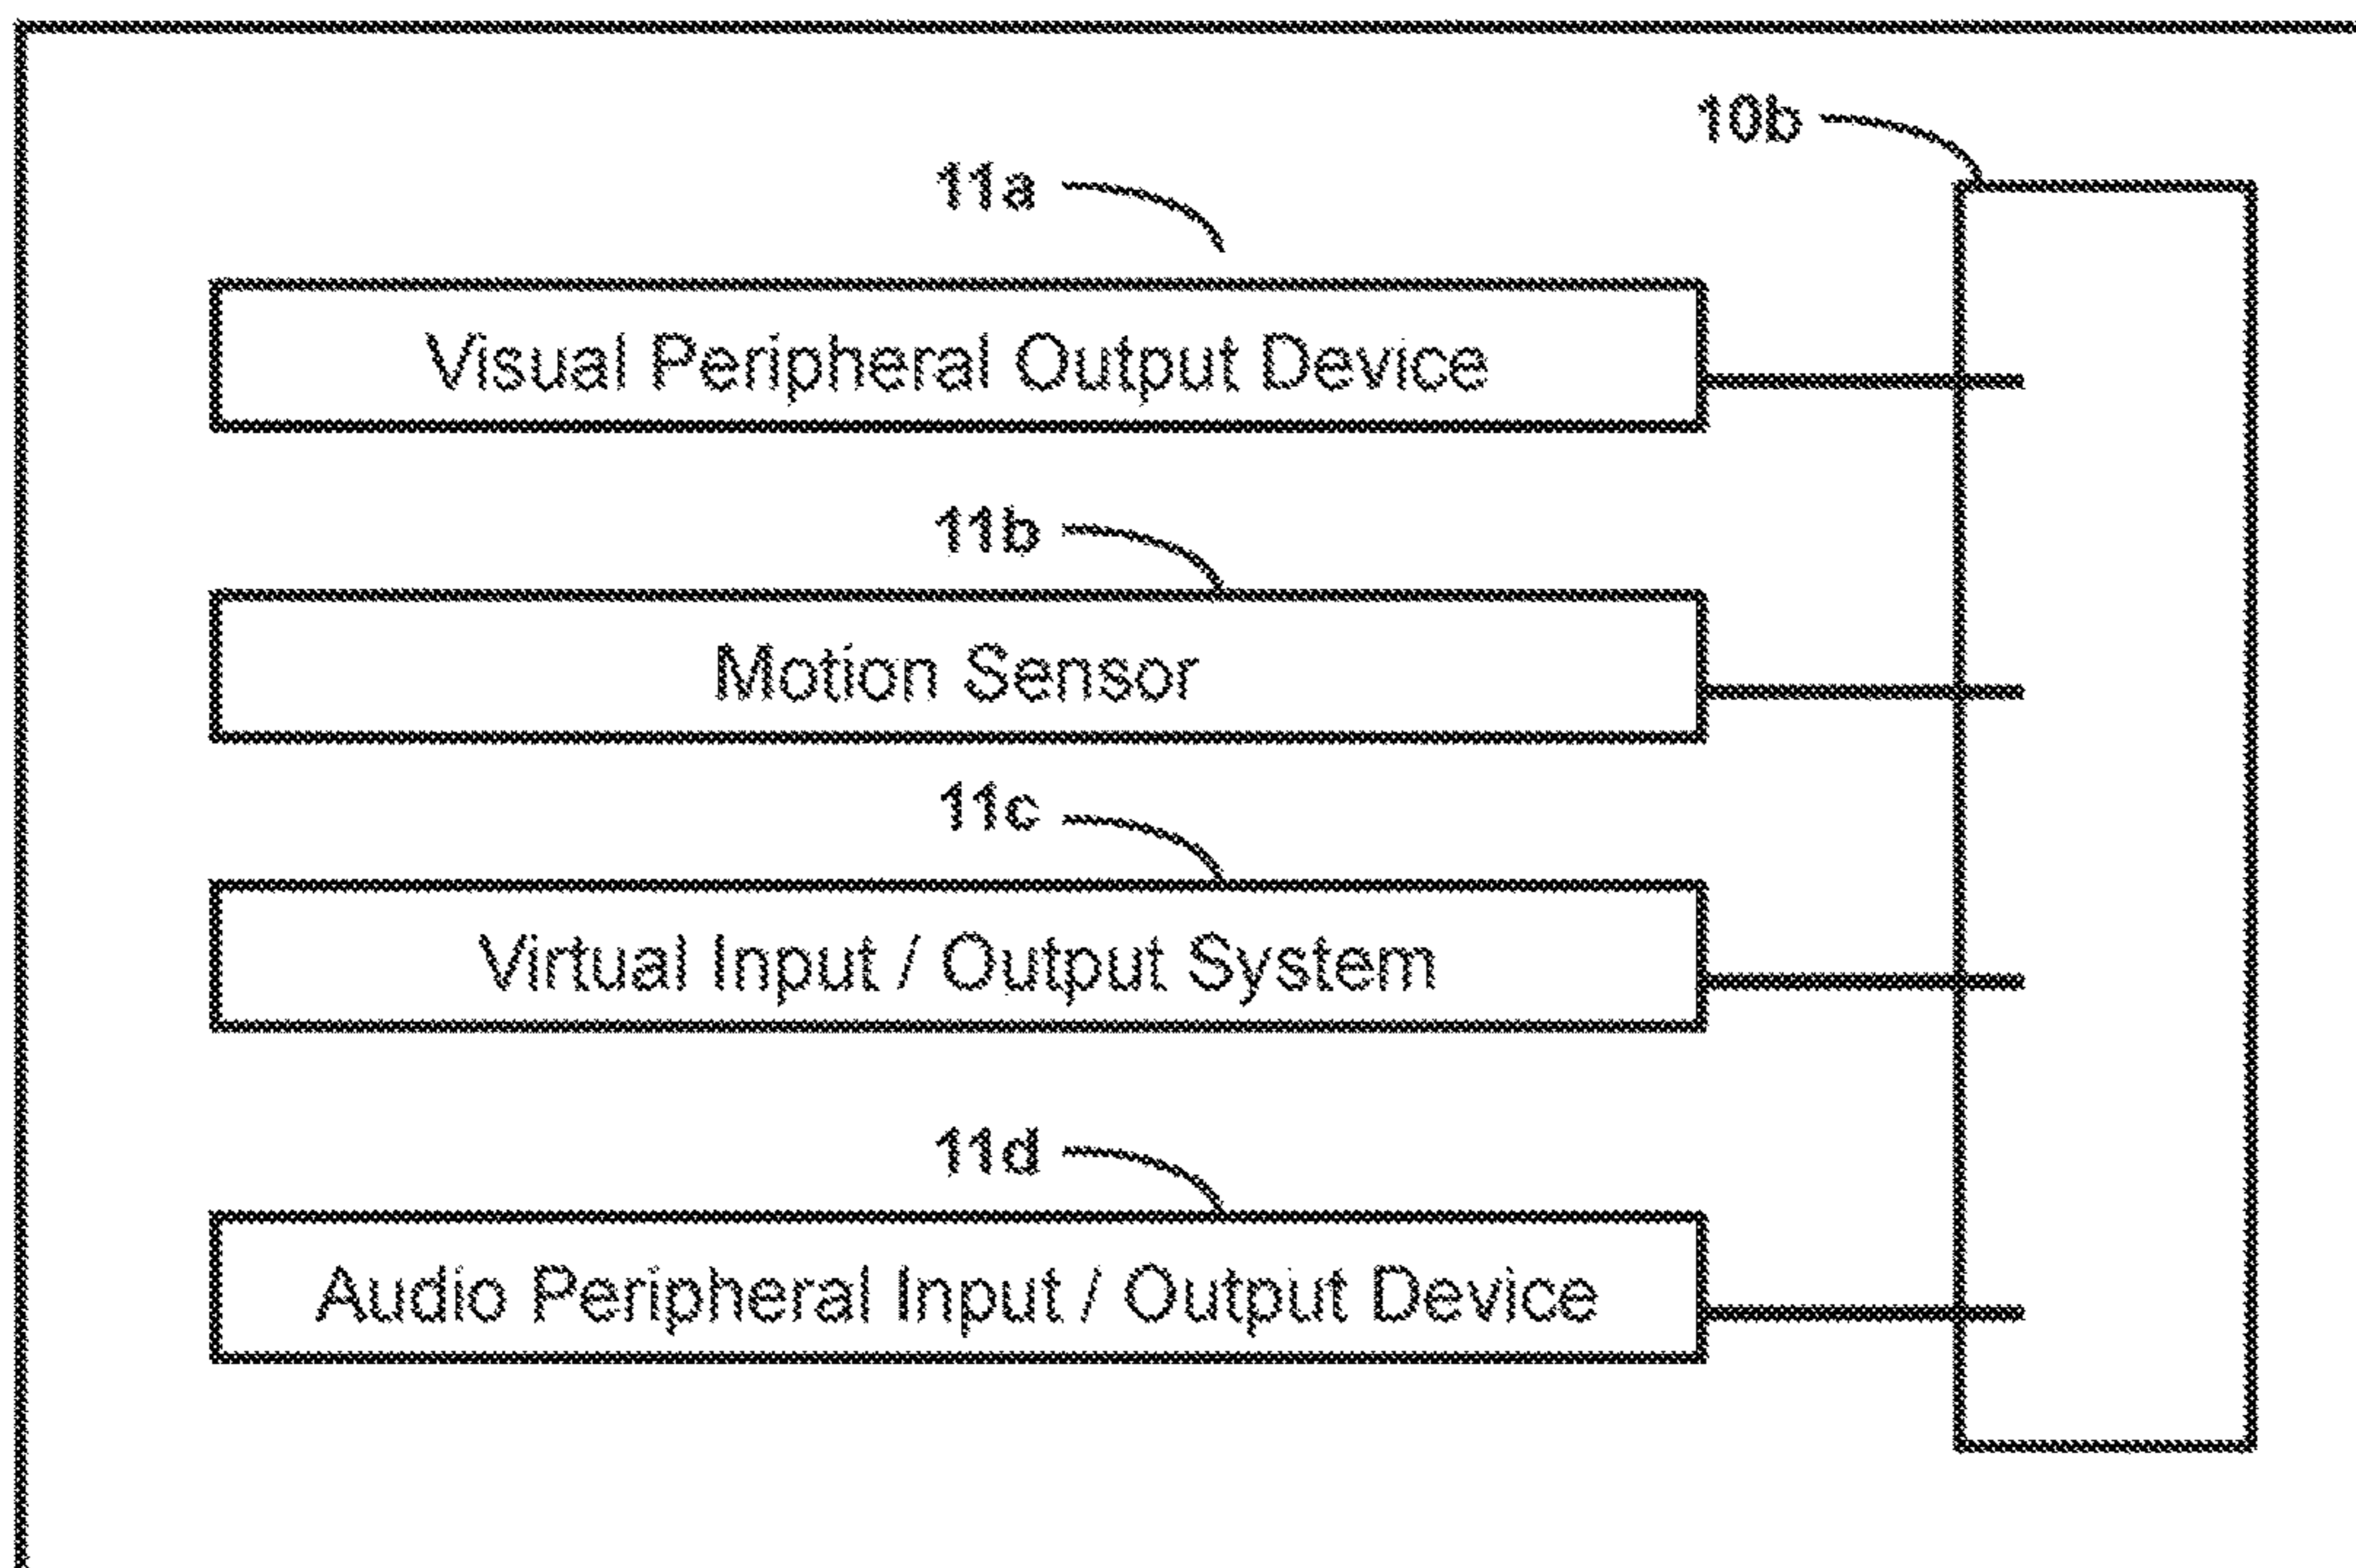 10b
11a
Visual Peripheral Output Device
11b
Motion Sensor
11c
Virtual Input / Output System
11d
Audio Peripheral Input / Output Device